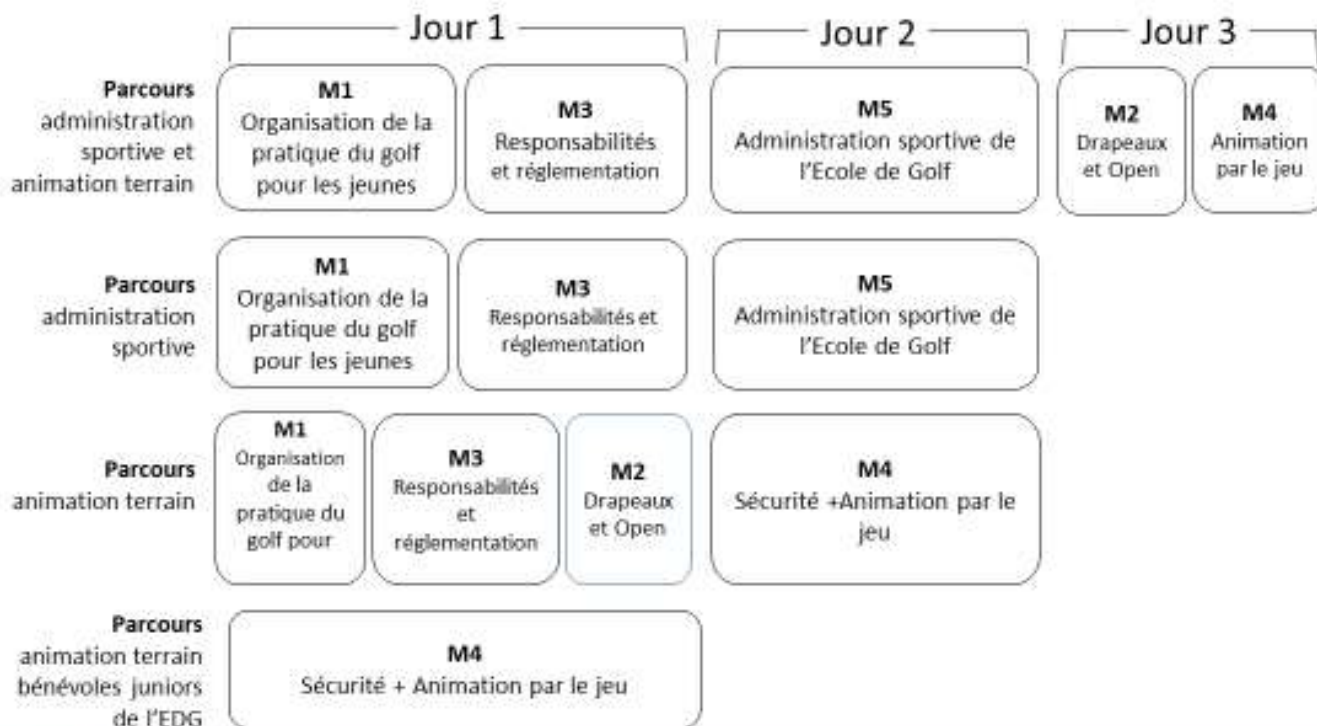 Jour 1
Jour 2
Jour 3
Parcours
administration
sportive et
animation terrain
M1
Organisation de la
pratique du golf
pour les jeunes
M3
Responsabilités
et réglementation
M5
Administration sportive de
l'Ecole de Golf
M2
Drapeaux
et Open
M4
Animation
par le jeu
Parcours
administration
sportive
M1
Organisation de la
pratique du golf
pour les jeunes
M3
Responsabilités et
réglementation
M5
Administration sportive de
l'Ecole de Golf
Parcours
animation terrain
M1
Organisation
de la
pratique du
golf pour
M3
Responsabilités
et
réglementation
M2
Drapeaux
et Open
M4
Sécurité +Animation par le
jeu
Parcours
animation terrain
bénévoles juniors
de l'EDG
M4
Sécurité + Animation par le jeu